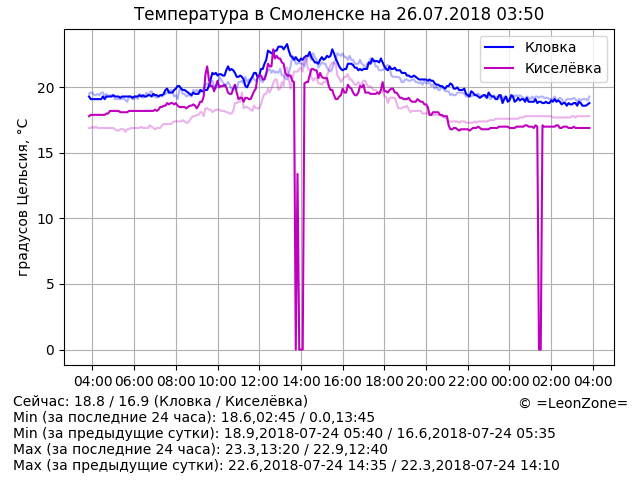 Температура в Смоленске на 26.07.2018 03:50
Кловка
Киселёвка
градусов Цельсия, °C
20
15
10
5
0
04:00 06:00 08:00 10:00 12:00 14:00 16:00 18:00 20:00 22:00 00:00 02:00 04:00
Сейчас: 18.8 / 16.9 (Кловка / Киселёвка)
© =LeonZone=
Min (за последние 24 часа): 18.6,02:45 / 0.0,13:45
Min (за предыдущие сутки): 18.9,2018-07-24 05:40 / 16.6,2018-07-24 05:35
Max (за последние 24 часа): 23.3,13:20 / 22.9,12:40
Max (за предыдущие сутки): 22.6,2018-07-24 14:35 / 22.3,2018-07-24 14:10